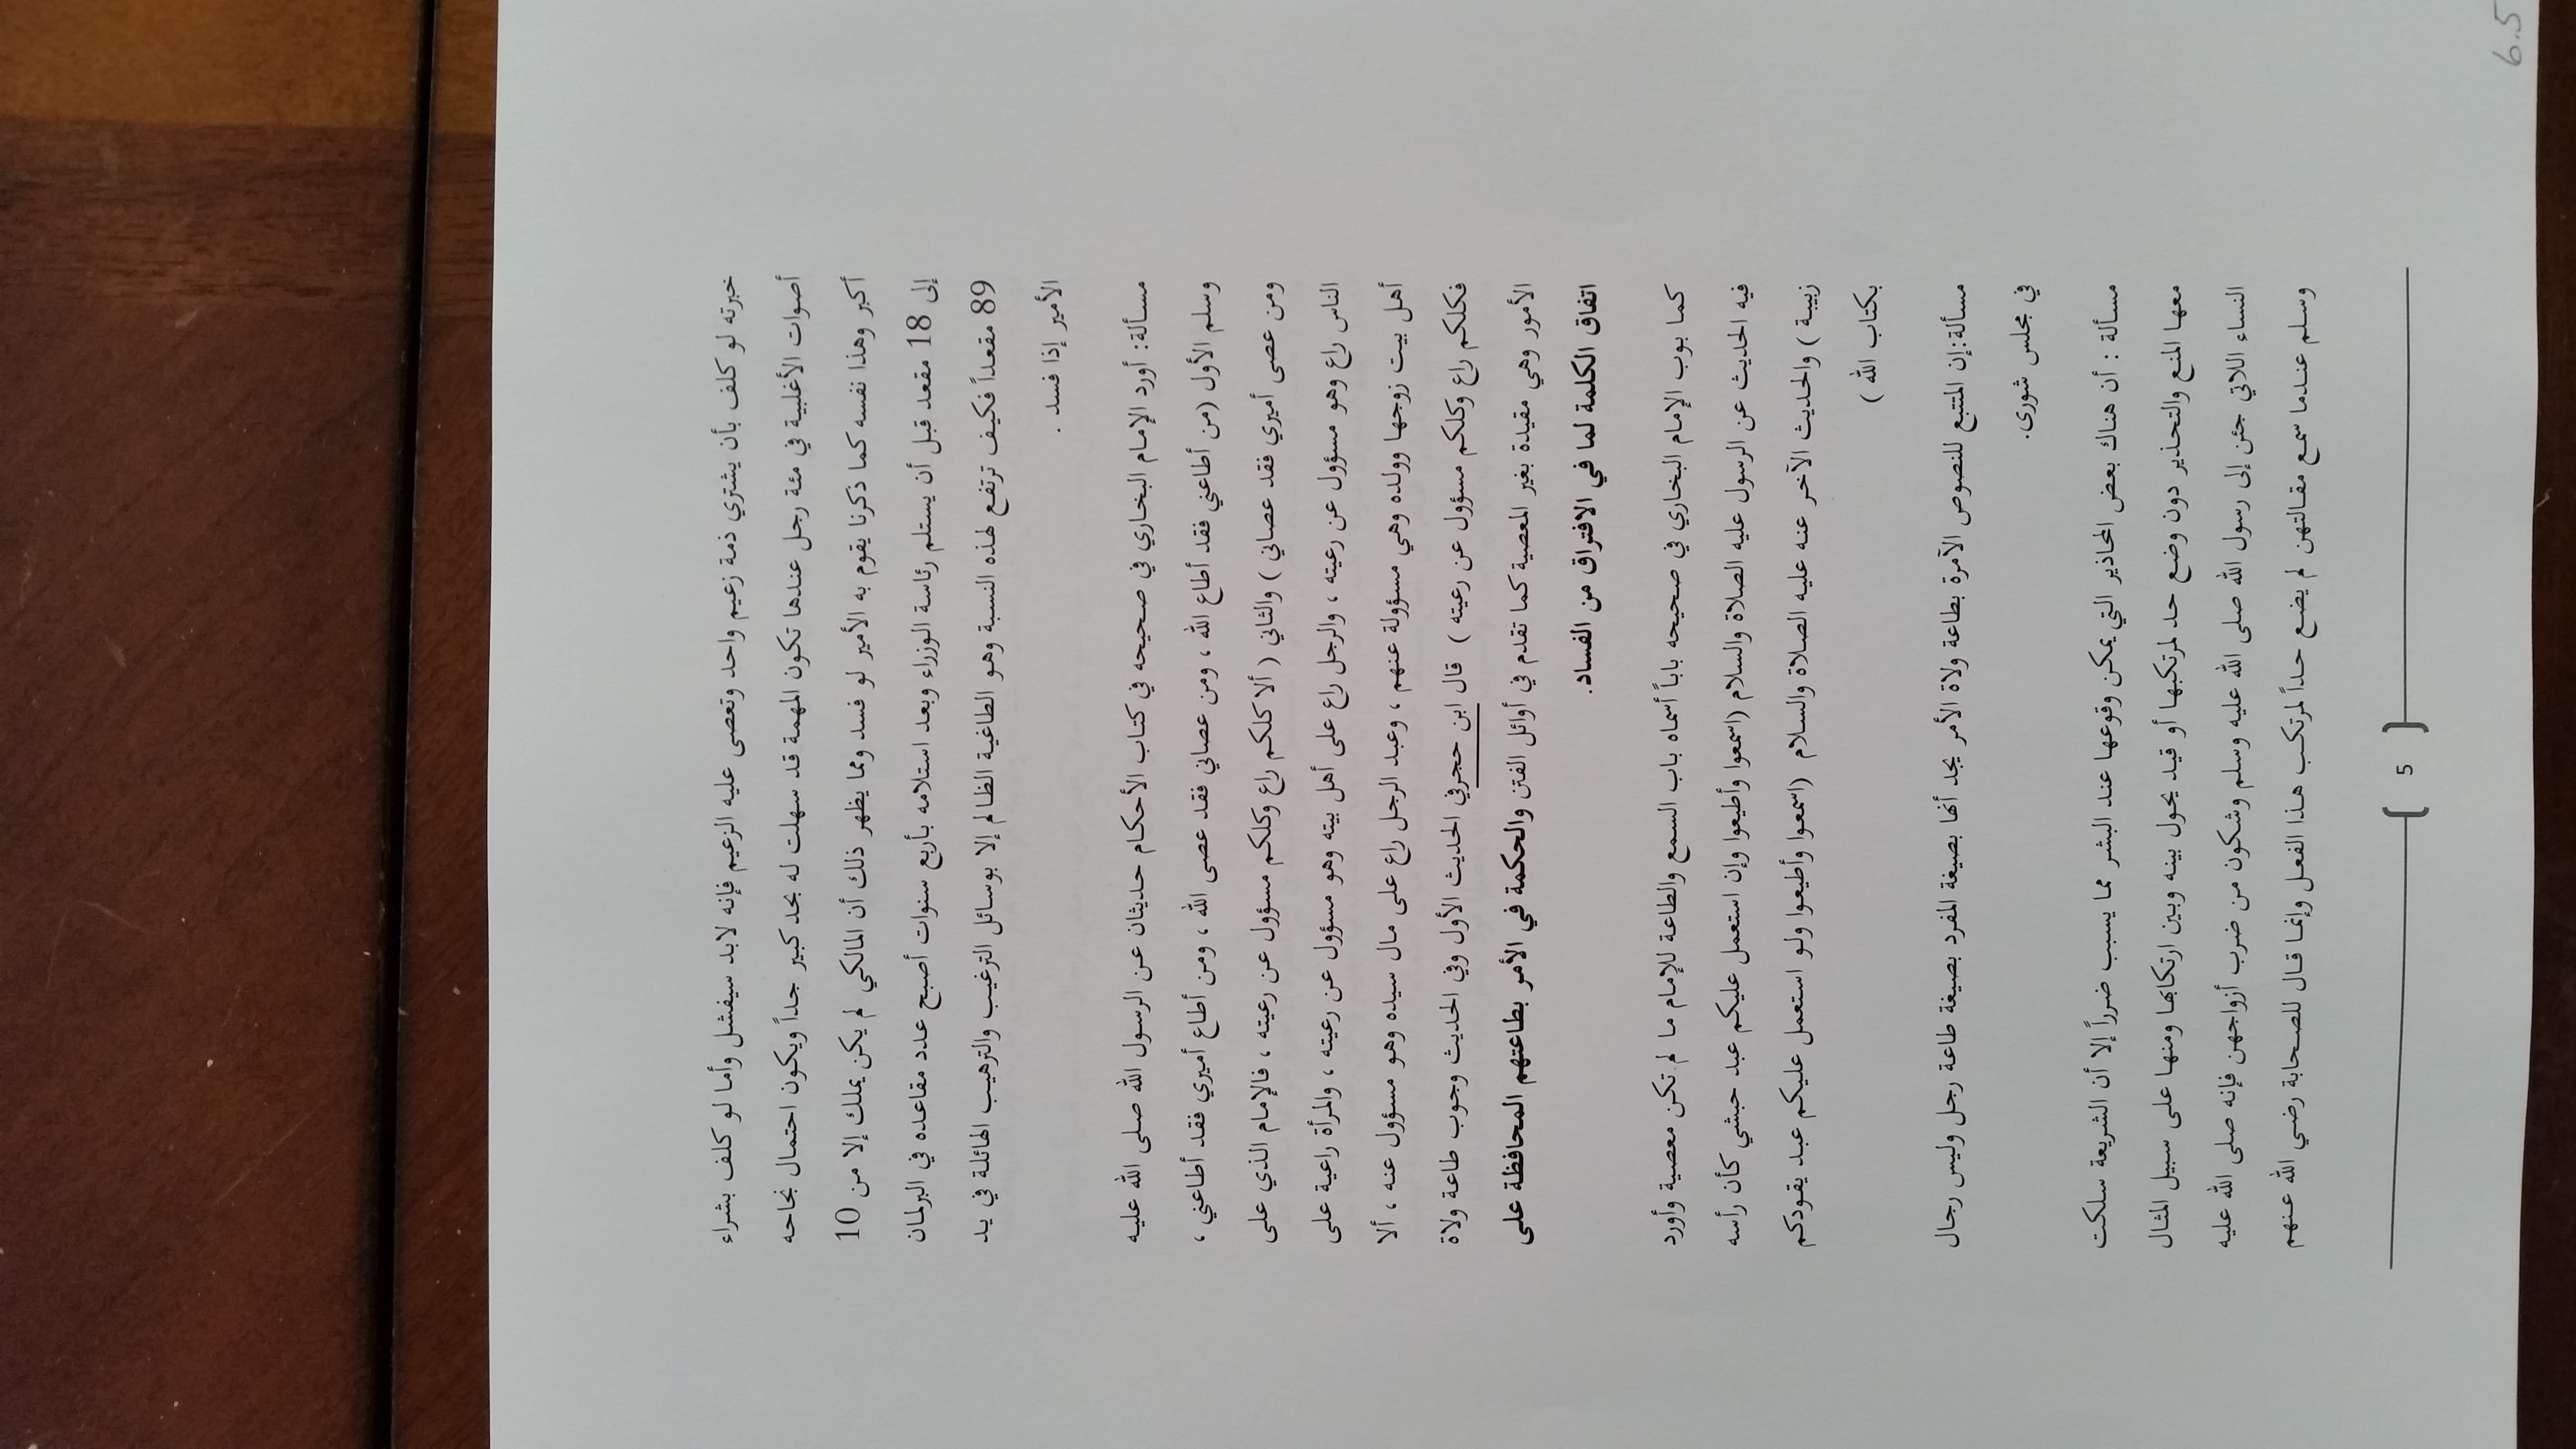 خبرته لو كلف بأن يشتري ذمة زعيم واحد وتعصى عليه الزعيم فإنه لابد سيفشل وأما لو كلف بشراء
أصوات الأغلبية في مئة رجل عندها تكون المهمة قد سهلت له بحد كبير جداً ويكون احتمال نجاحه
أكبر وهذا نفسه كما ذكرنا يقوم به الأمير لو فسد ومما يظهر ذلك أن المالكي لم يكن يملك إلا من 10
إلى 18 مقعد قبل أن يستلم رئاسة الوزراء وبعد استلامه بأربع سنوات أصبح عدد مقاعده في البرلمان
89 مقعداً فكيف ترتفع لهذه النسبة وهو الطاغية الظالم إلا بوسائل الترغيب والترهيب الهائلة في يد
الأمير إذا فسد .
مسألة: أورد الإمام البخاري في صحيحه في كتاب الأحكام حديثان عن الرسول الله صلى الله عليه
وسلم الأول (من أطاعني فقد أطاع الله ، ومن عصاني فقد عصى الله ، ومن أطاع أميري فقد أطاعني ،
ومن عصى أميري فقد عصاني ) والثاني ( ألا كلكم راع وكلكم مسؤول عن رعيته ، فالإمام الذي على
الناس راع وهو مسؤول عن رعيته ، والرجل راع على أهل بيته وهو مسؤول عن رعيته ، والمرأة راعية على
أهل بيت زوجها وولده وهي مسؤولة عنهم ، وعبد الرجل راع على مال سيده وهو مسؤول عنه ، ألا
فكلكم راع وكلكم مسؤول عن رعيته ) قال ابن حجرفي الحديث الأول وفي الحديث وجوب طاعة ولاة
الأمور وهي مقيدة بغير المعصية كما تقدم في أوائل الفتن والحكمة في الأمر بطاعتهم المحافظة على
اتفاق الكلمة لما في الافتراق من الفساد.
كما بوب الإمام البخاري في صحيحه باباً أسماه باب السمع والطاعة للإمام ما لم تكن معصية وأورد
فيه الحديث عن الرسول عليه الصلاة والسلام (اسمعوا وأطيعوا وإن استعمل عليكم عبد حبشي كأن رأسه
زبيبة ) والحديث الآخر عنه عليه الصلاة والسلام (اسمعوا وأطيعوا ولو استعمل عليكم عبد يقودكم
بكتاب الله )
مسألة:إن المتتبع للنصوص الآمرة بطاعة ولاة الأمر يجد أنها بصيغة المفرد بصيغة طاعة رجل وليس رجال
في مجلس شورى.
مسألة : أن هناك بعض المحاذير التي يمكن وقوعها عند البشر مما يسبب ضرراً إلا أن الشريعة سلكت
معها المنع والتحذير دون وضع حد لمرتكبها أو قيد يحول بينه وبين ارتكابها ومنها على سبيل المثال
النساء اللاتي جئن إلى رسول الله صلى الله عليه وسلم وشكون من ضرب أزواجهن فإنه صلى الله عليه
وسلم عندما سمع مقالتهن لم يضع حداً لمرتكب هذا الفعل وإنما قال للصحابة رضي الله عنهم
5
6.5